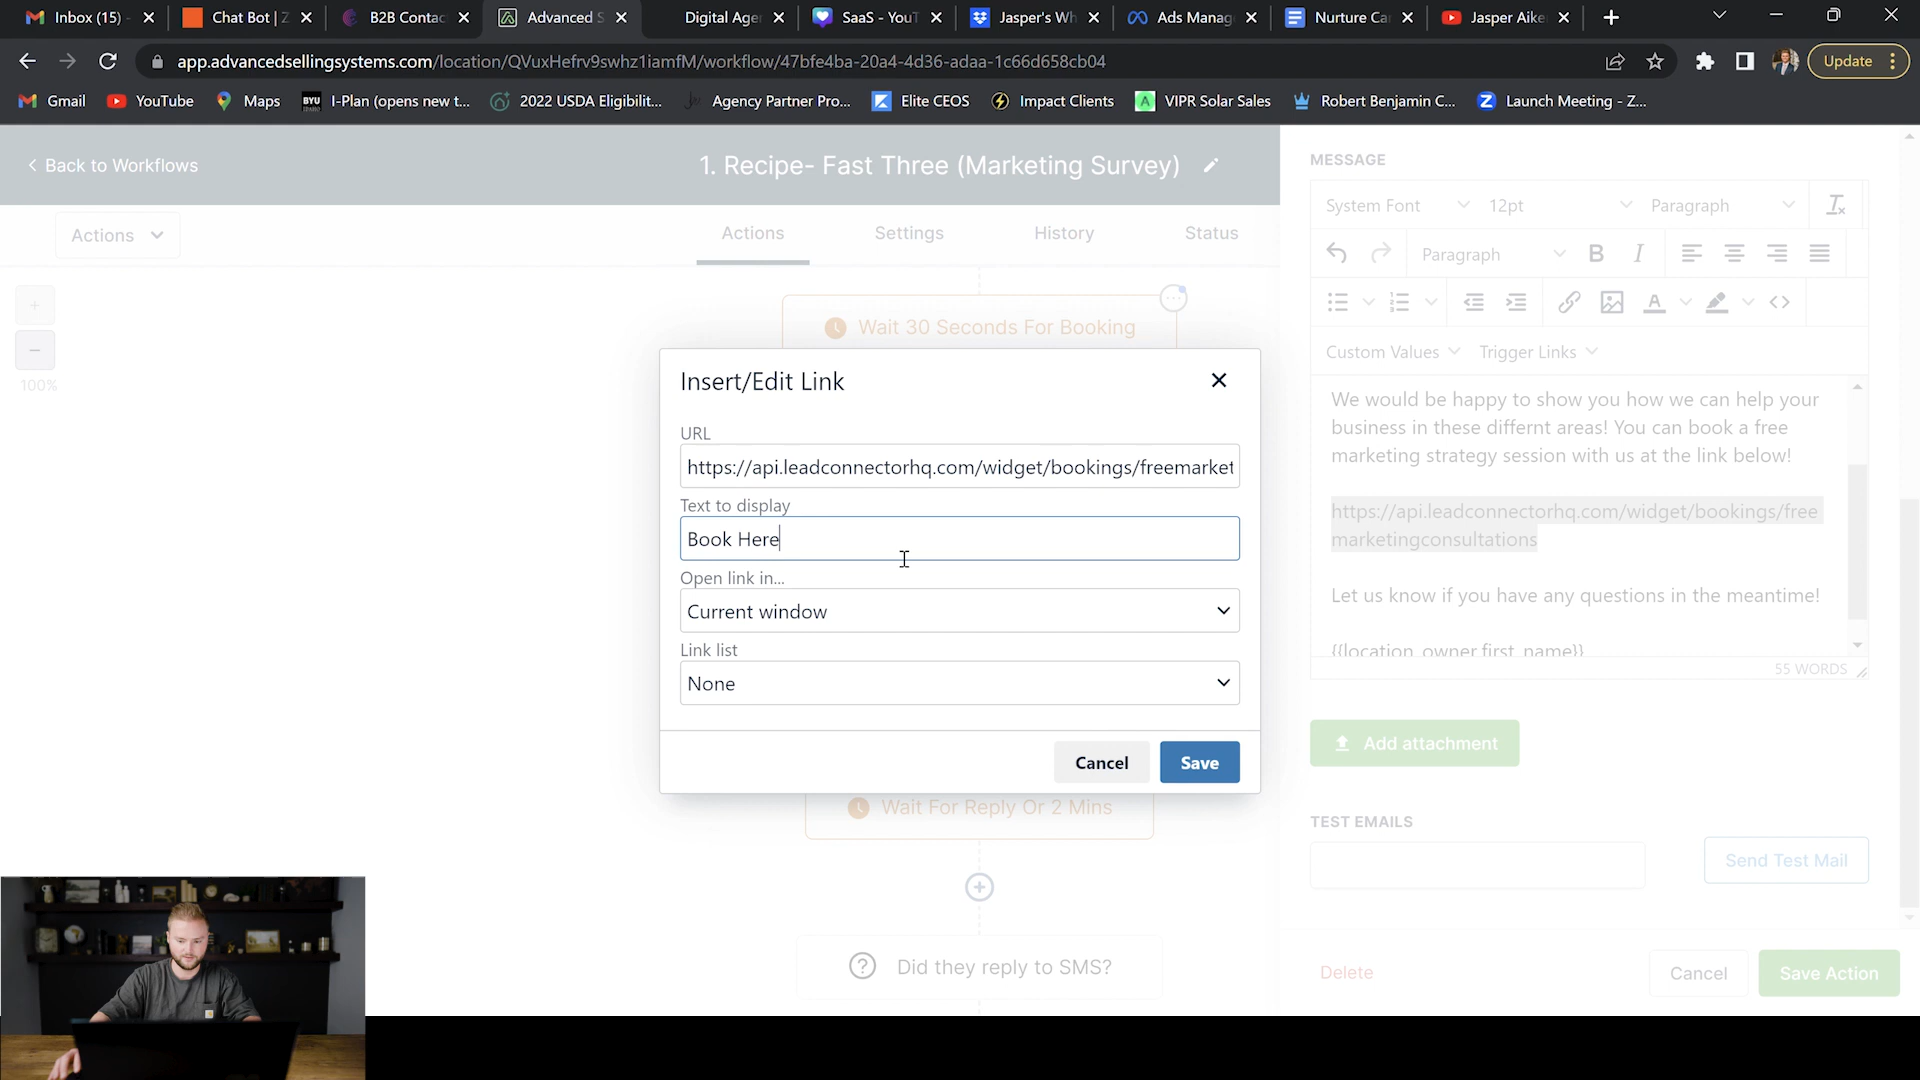 Inbox (15) -
Chat Bot | Z
B2B Contac
Advanced S
Digital Age
SaaS - YouT
Jasper's Wh
Ads Manag
Nurture Ca
Jasper Aike
app.advancedsellingsystems.com/location/QVuxHefrv9swhz1iamfM/workflow/47bfe4ba-20a4-4d36-adaa-1c66d658cb04
Update
Gmail
YouTube
Maps
BYU
I-Plan (opens new t...
2022 USDA Eligibilit...
Agency Partner Pro...
Elite CEOS
Impact Clients
VIPR Solar Sales
Robert Benjamin C...
Launch Meeting - Z...
Back to Workflows
1. Recipe- Fast Three (Marketing Survey)
Actions
Actions
Settings
History
Status
100%
Wait 30 Seconds For Booking
Insert/Edit Link
URL
https://api.leadconnectorhq.com/widget/bookings/freemarket
Text to display
Book Here
Open link in...
Current window
Link list
None
Cancel
Save
Wait For Reply Or 2 Mins
Did they reply to SMS?
MESSAGE
System Font
12pt
Paragraph
Paragraph
B
I
Custom Values
Trigger Links
We would be happy to show you how we can help your
business in these differnt areas! You can book a free
marketing strategy session with us at the link below!
https://api.leadconnectorhq.com/widget/bookings/free
marketingconsultations
Let us know if you have any questions in the meantime!
{{location_owner.first_name}}
55 WORDS
Add attachment
TEST EMAILS
Send Test Mail
Delete
Cancel
Save Action